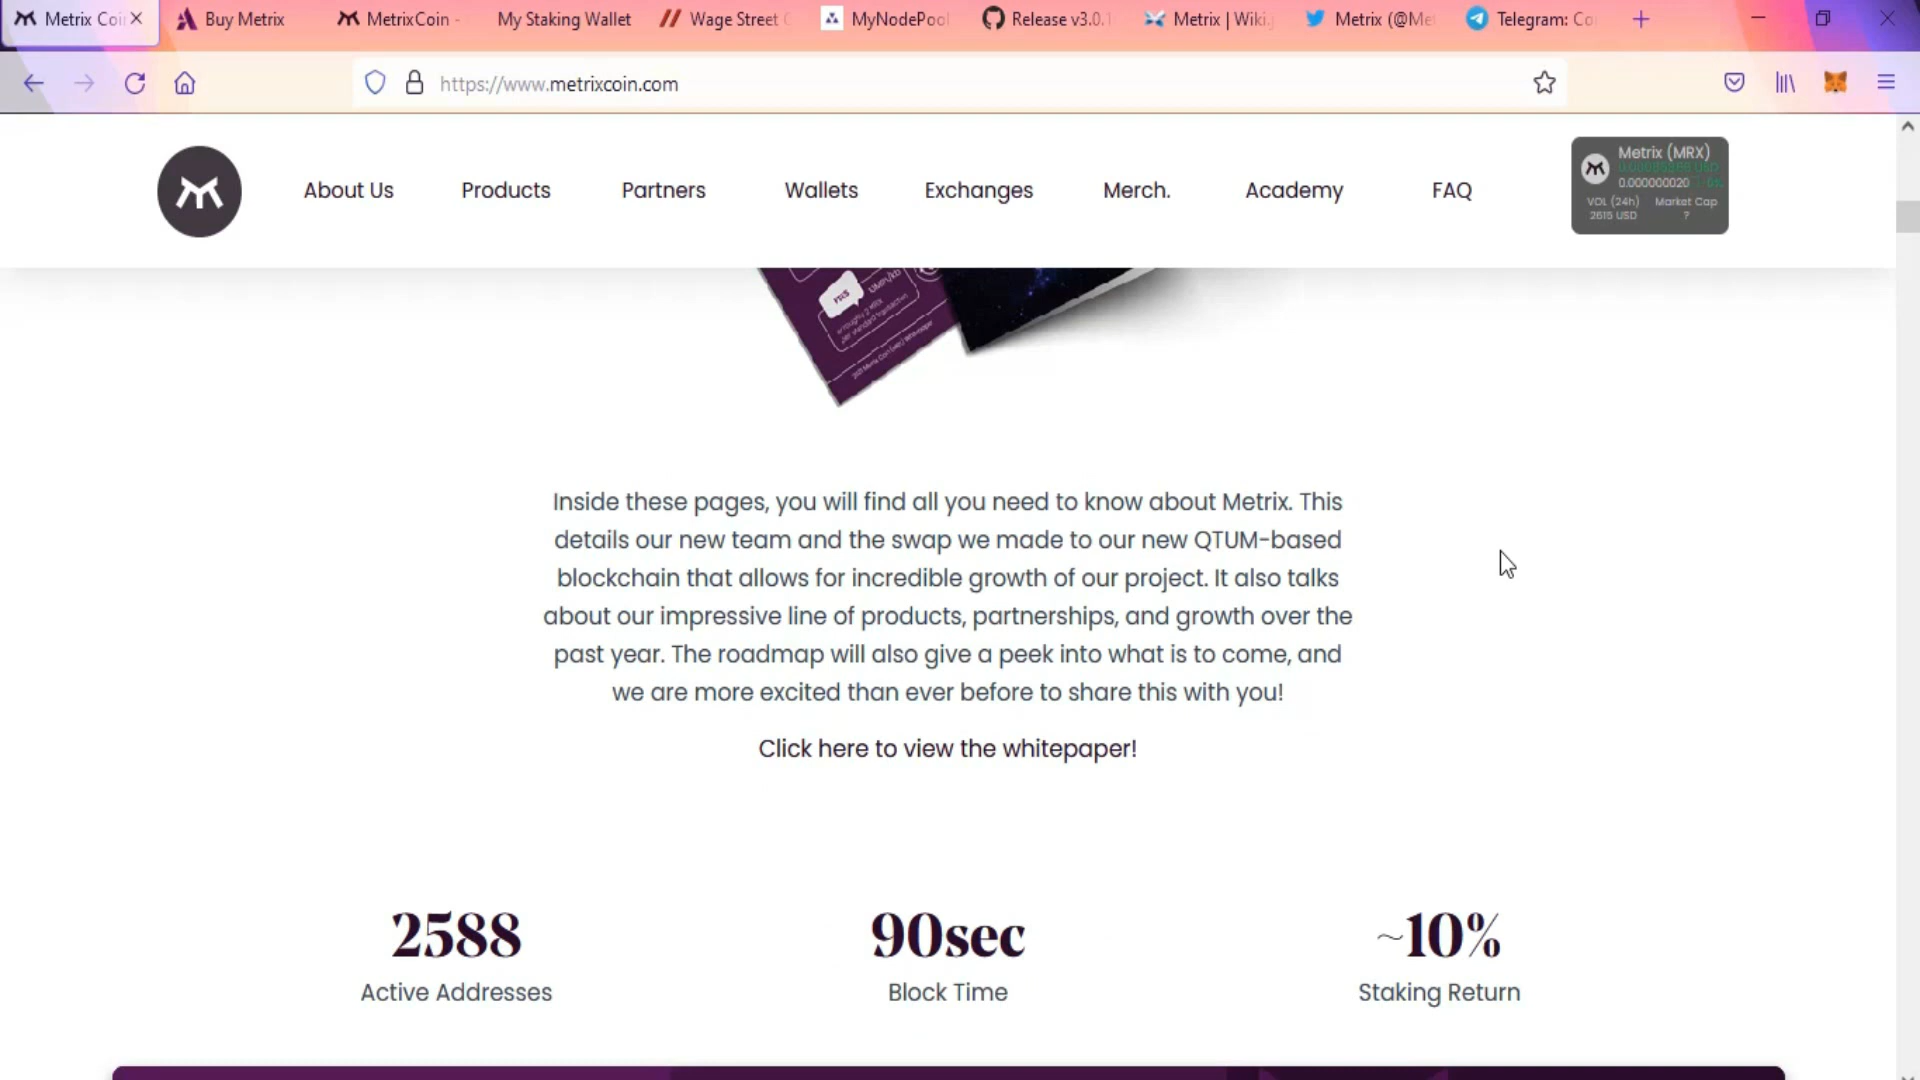 Metrix Coi
Buy Metrix
MetrixCoin -
My Staking Wallet
Wage Street
MyNodePoo
Release v3.0.1
Metrix | Wiki.
Metrix (@Me
Telegram: Co
https://www.metrixcoin.com
About Us
Products
Partners
Wallets
Exchanges
Merch.
Academy
FAQ
Metrix (MRX)
0.000000020
VOL (24h) Market Cap
2615 USD ?
Inside these pages, you will find all you need to know about Metrix. This
details our new team and the swap we made to our new QTUM-based
blockchain that allows for incredible growth of our project. It also talks
about our impressive line of products, partnerships, and growth over the
past year. The roadmap will also give a peek into what is to come, and
we are more excited than ever before to share this with you!
Click here to view the whitepaper!
2588
Active Addresses
90sec
Block Time
~10%
Staking Return